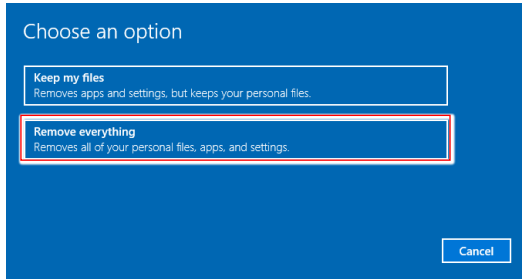 Choose an option
Keep my files
Removes apps and settings, but keeps your personal files.
Remove everything
Removes all of your personal files, apps, and settings.
Cancel